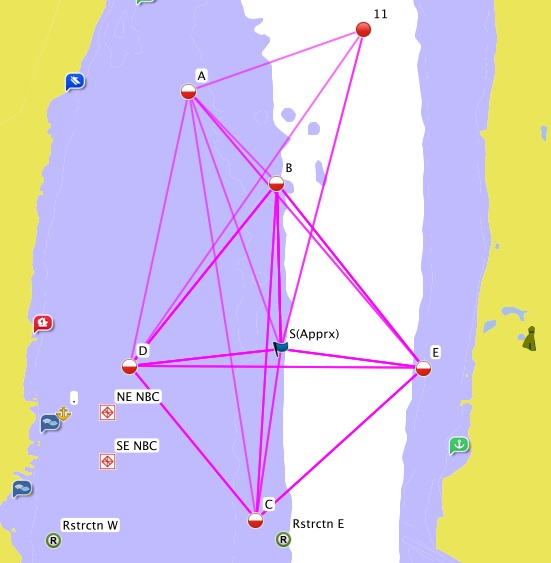 11
A
B
S(Apprx)
D
E
.
NE NBC
SE NBC
C
Rstrctn W
Rstrctn E
R
R